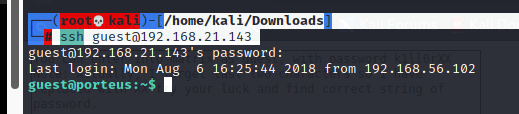 ┌──(root💀kali)-[/home/kali/Downloads]
└─# ssh guest@192.168.21.143
guest@192.168.21.143's password:
Last login: Mon Aug  6 16:25:44 2018 from 192.168.56.102
guest@porteus:~$
your luck and find correct string of
password.